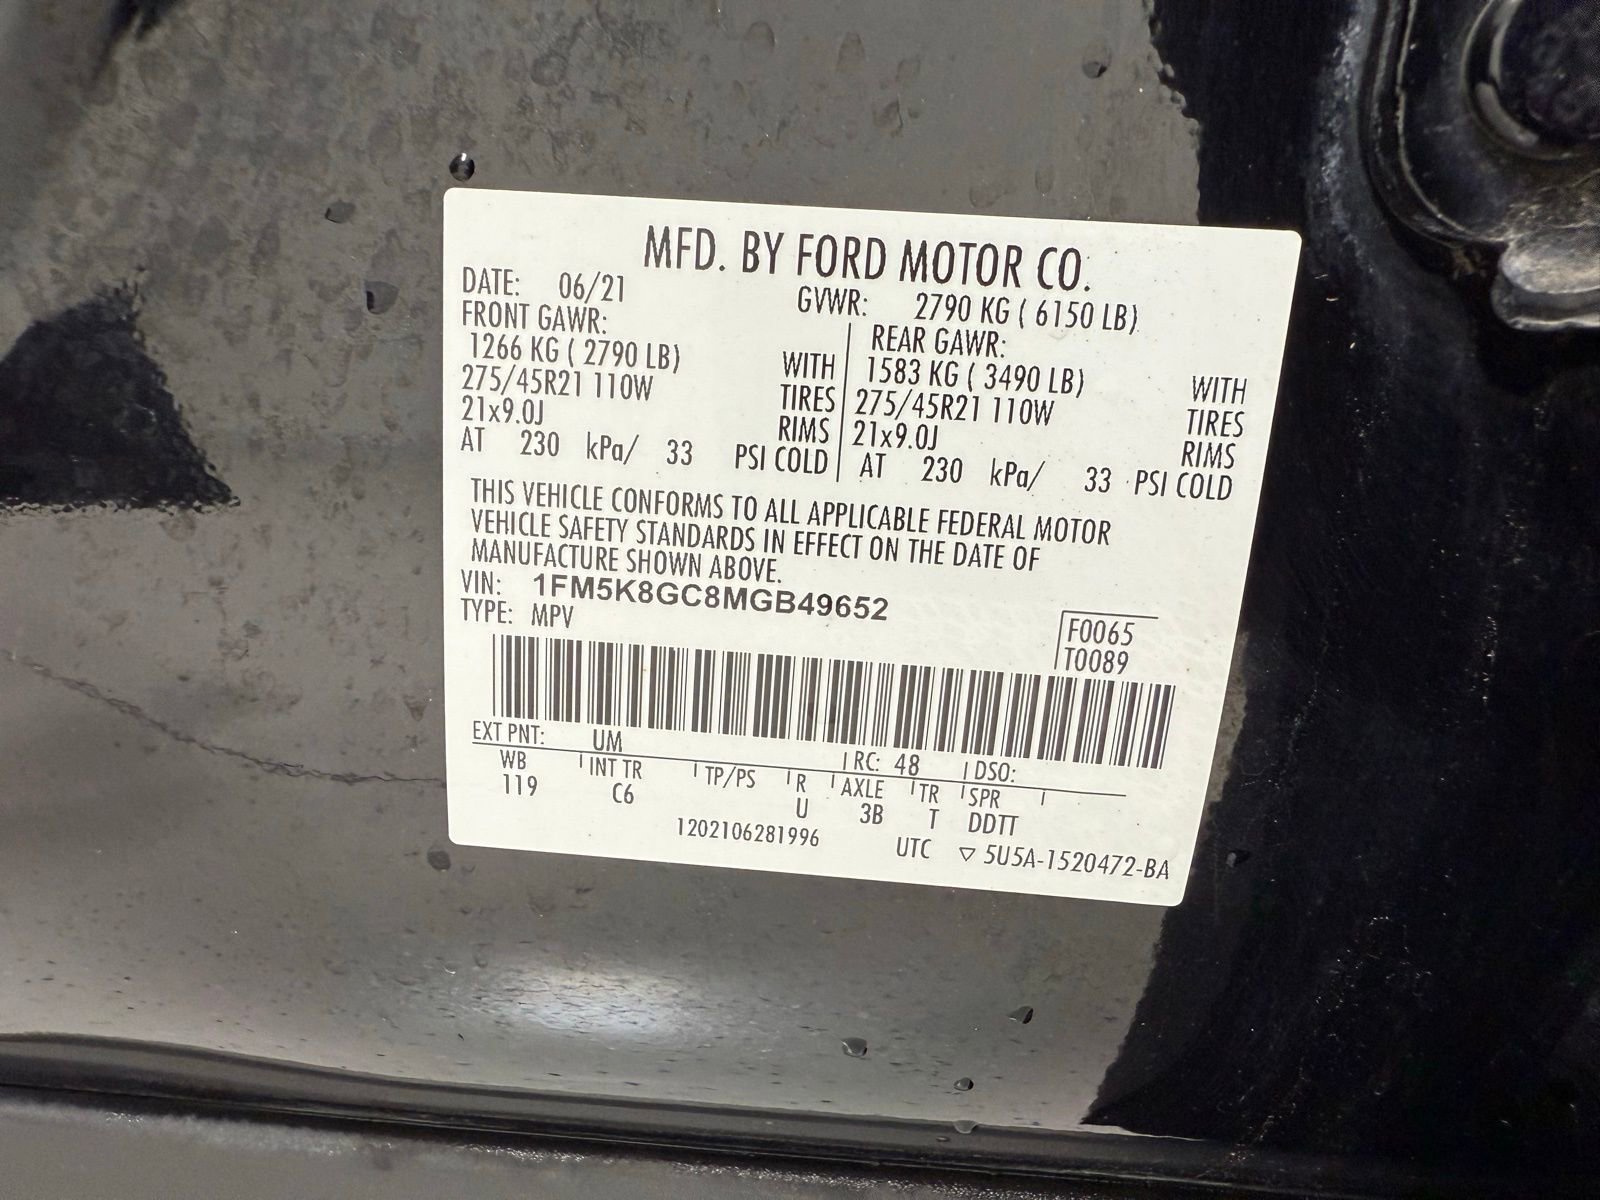 MFD. BY FORD MOTOR CO.
DATE: 06/21 GVWR: 2790 KG ( 6150 LB)
FRONT GAWR: REAR GAWR:
1266 KG ( 2790 LB) WITH 1583 KG ( 3490 LB) WITH
275/45R21 110W TIRES 275/45R21 110W TIRES
21x9.0J RIMS 21x9.0J RIMS
AT 230 kPa/ 33 PSI COLD AT 230 kPa/ 33 PSI COLD
THIS VEHICLE CONFORMS TO ALL APPLICABLE FEDERAL MOTOR
VEHICLE SAFETY STANDARDS IN EFFECT ON THE DATE OF
MANUFACTURE SHOWN ABOVE.
VIN: 1FM5K8GC8MGB49652
TYPE: MPV
F0065
T0089
EXT PNT: UM RC: 48 DSO:
WB INT TR TP/PS R AXLE TR SPR
119 C6 U 3B T DDTT
1202106281996 UTC ▽ 5U5A-1520472-BA